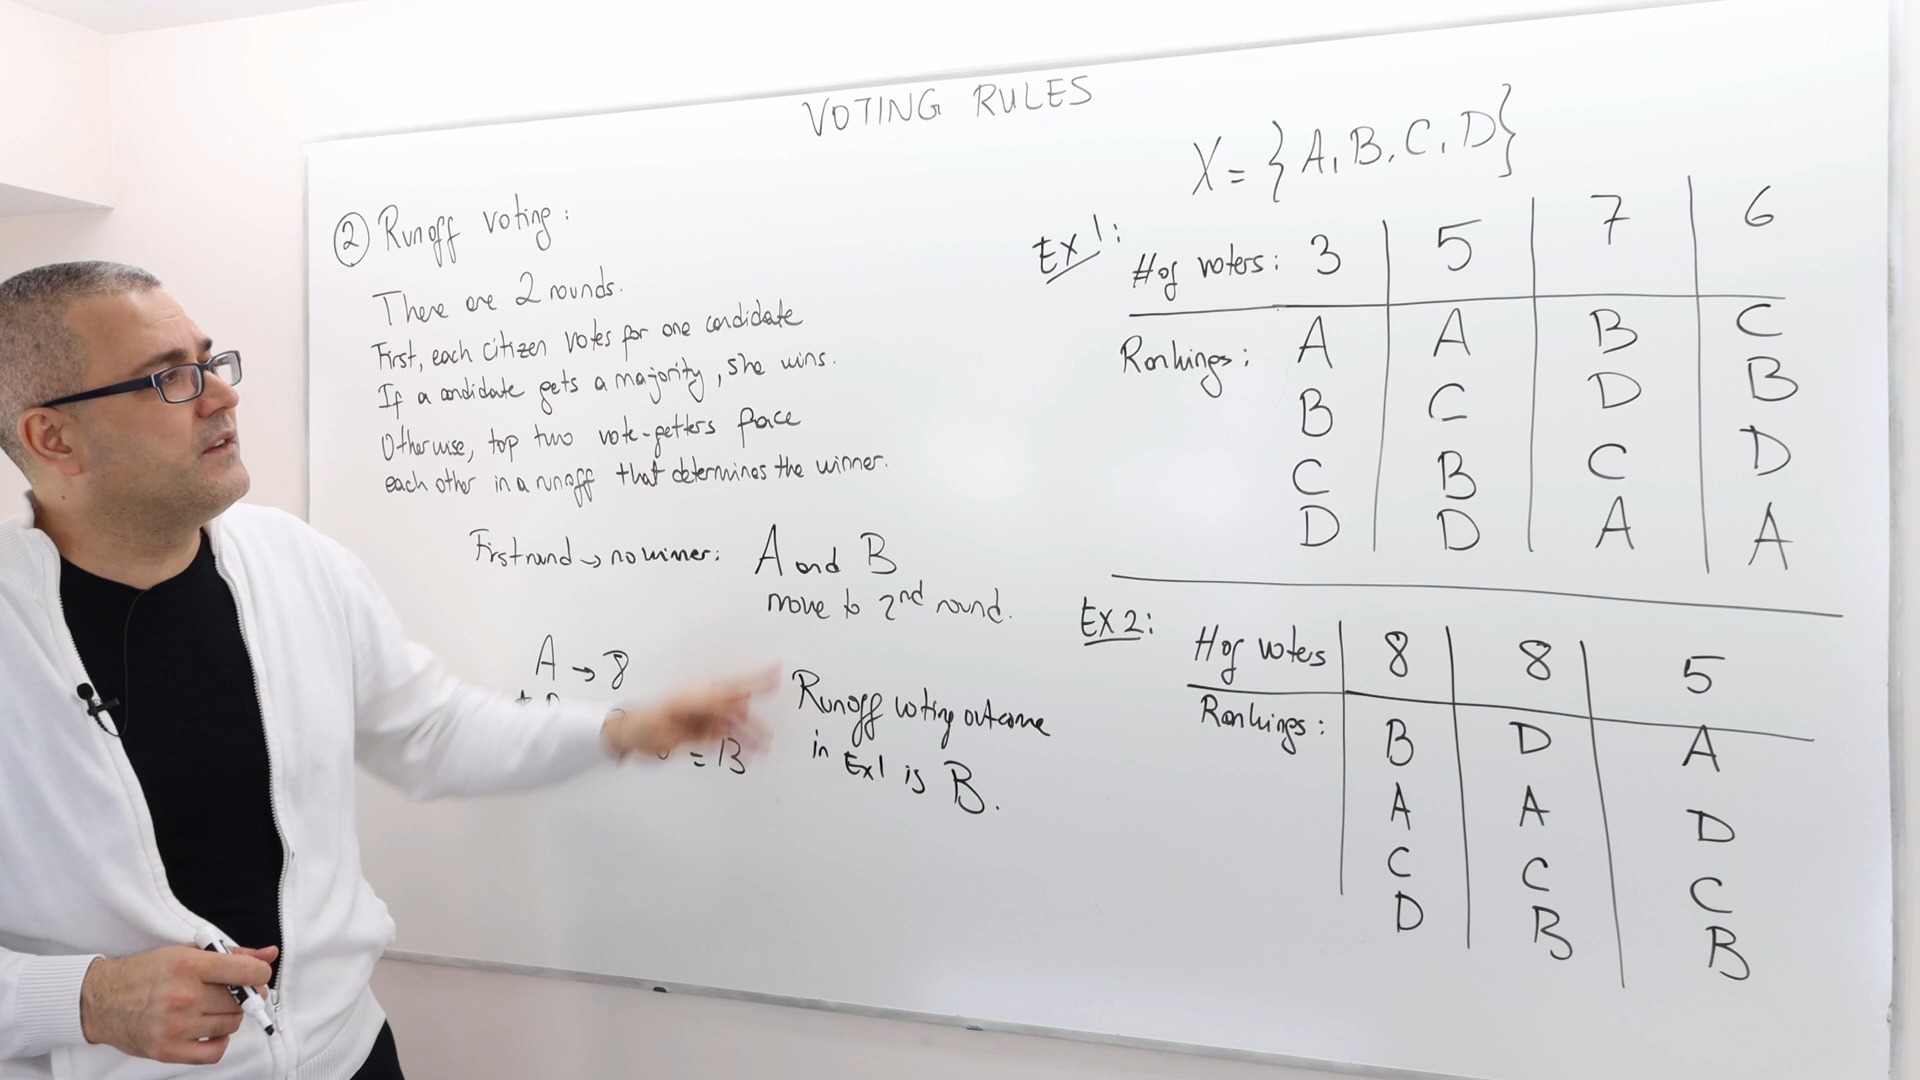 VOTING RULES
② Runoff voting:
There are 2 rounds.
First, each citizen votes for one candidate
If a candidate gets a majority, she wins.
Otherwise, top two vote-getters face
each other in a runoff that determines the winner.
First round → no winner: A and B
move to 2nd round.
A → 8
= 13
Runoff voting outcome
in Ex1 is B.
X = {A, B, C, D}
Ex 1:
# of voters: 3 5 7 6
Rankings: A A B C
B C D B
C B C D
D D A A
Ex 2:
# of voters 8 8 5
Rankings: B D A
A A D
C C C
D B B